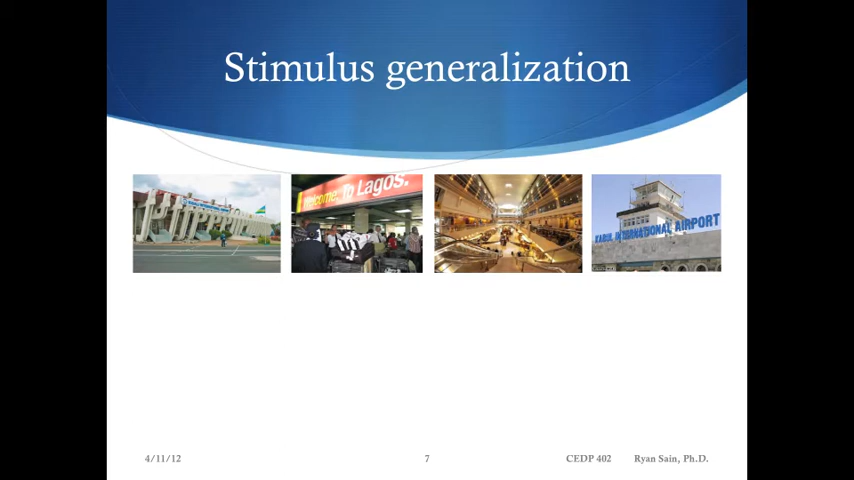 Stimulus generalization
Welcome To Lagos.
KABUL INTERNATIONAL AIRPORT
4/11/12
7
CEDP 402 Ryan Sain, Ph.D.